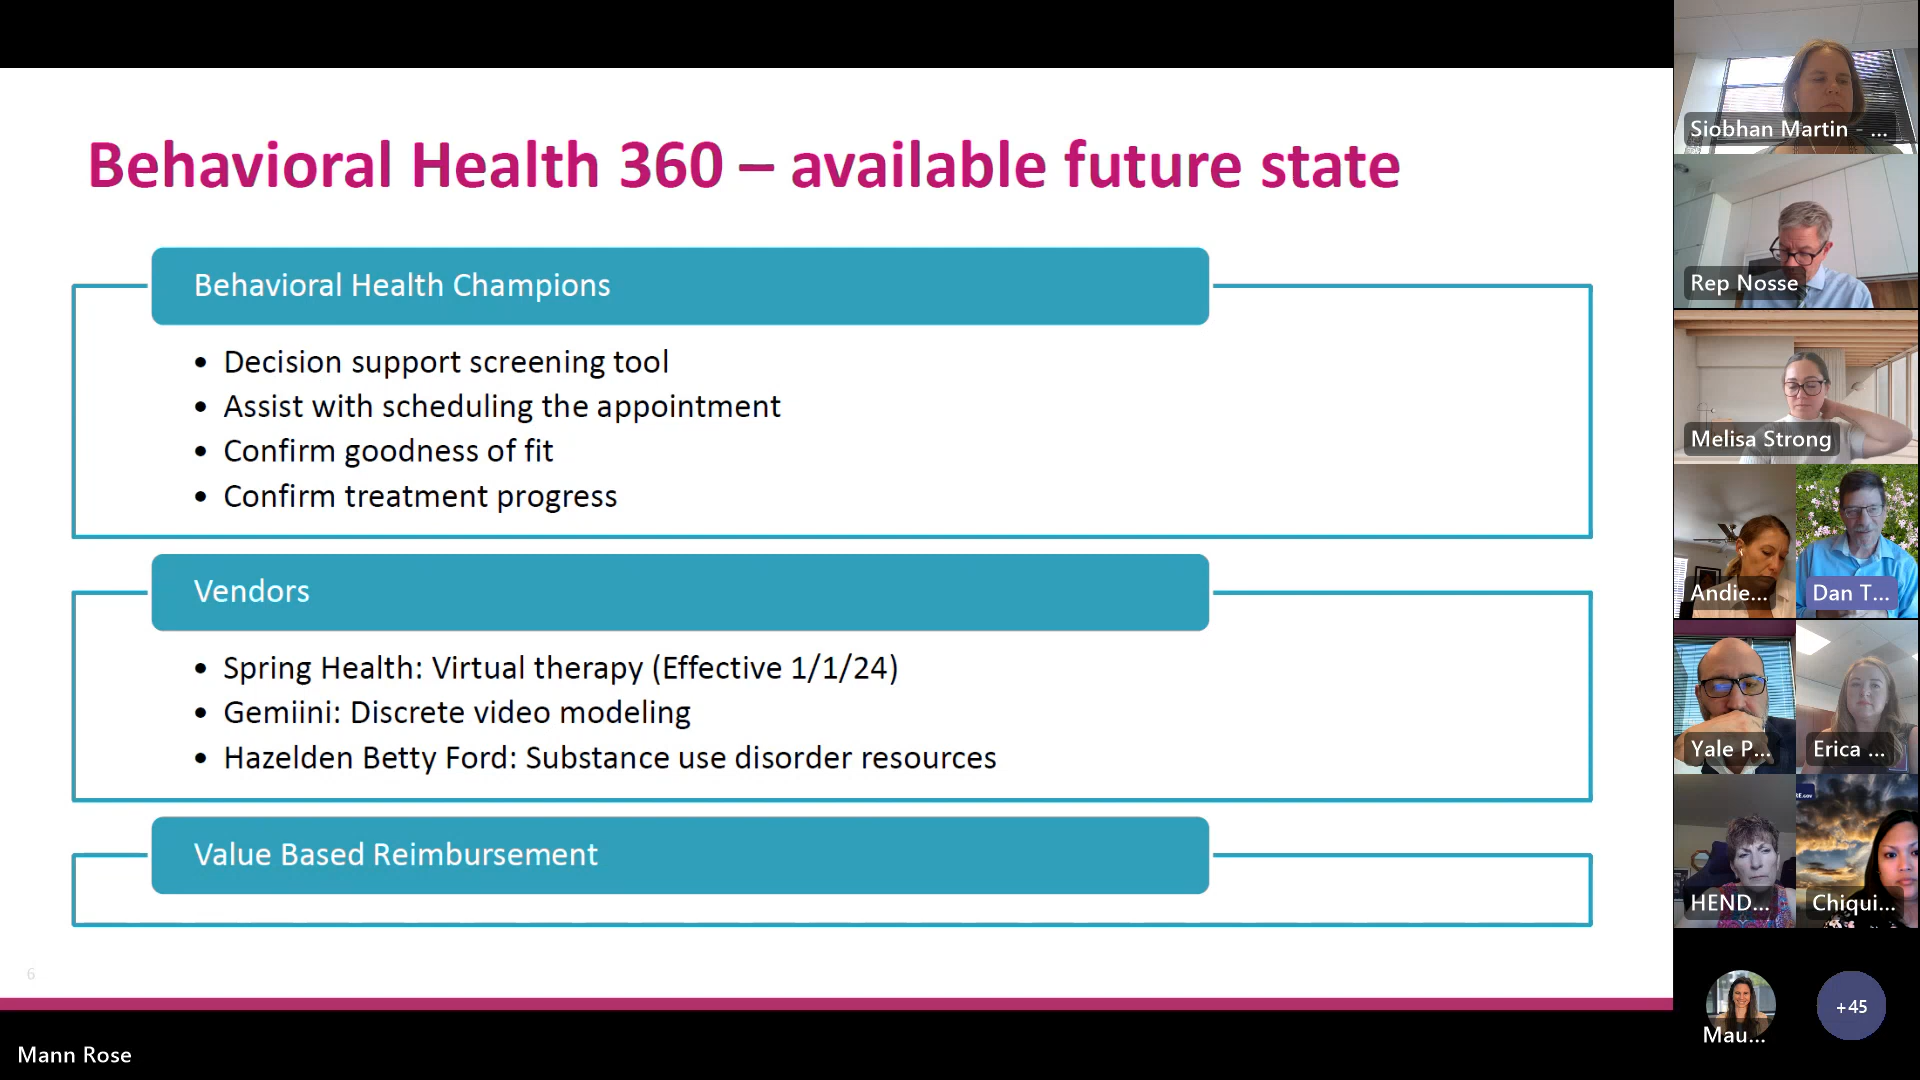 Behavioral Health 360 – available future state
Behavioral Health Champions
• Decision support screening tool
• Assist with scheduling the appointment
• Confirm goodness of fit
• Confirm treatment progress
Vendors
• Spring Health: Virtual therapy (Effective 1/1/24)
• Gemiini: Discrete video modeling
• Hazelden Betty Ford: Substance use disorder resources
Value Based Reimbursement
6
Mann Rose
Siobhan Martin - ...
Rep Nosse
Melisa Strong
Andie...
Dan T...
Yale P...
Erica ...
HEND...
Chiqui...
Mau...
+45